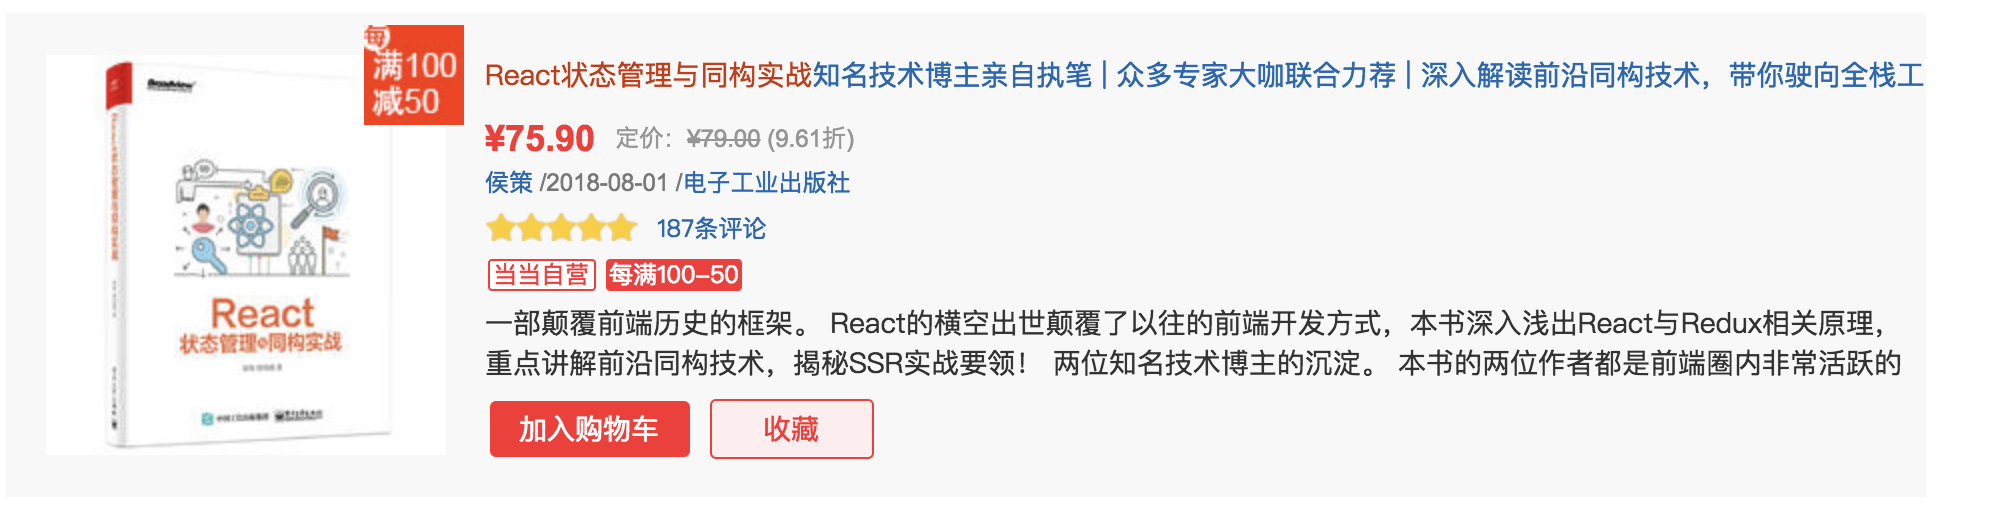 每
满100
减50
Broadview
React
状态管理与同构实战
React状态管理与同构实战知名技术博主亲自执笔 | 众多专家大咖联合力荐 | 深入解读前沿同构技术，带你驶向全栈工
¥75.90 定价：¥79.00 (9.61折)
侯策 /2018-08-01 /电子工业出版社
187条评论
当当自营 每满100-50
一部颠覆前端历史的框架。 React的横空出世颠覆了以往的前端开发方式，本书深入浅出React与Redux相关原理，
重点讲解前沿同构技术，揭秘SSR实战要领！ 两位知名技术博主的沉淀。 本书的两位作者都是前端圈内非常活跃的
加入购物车 收藏